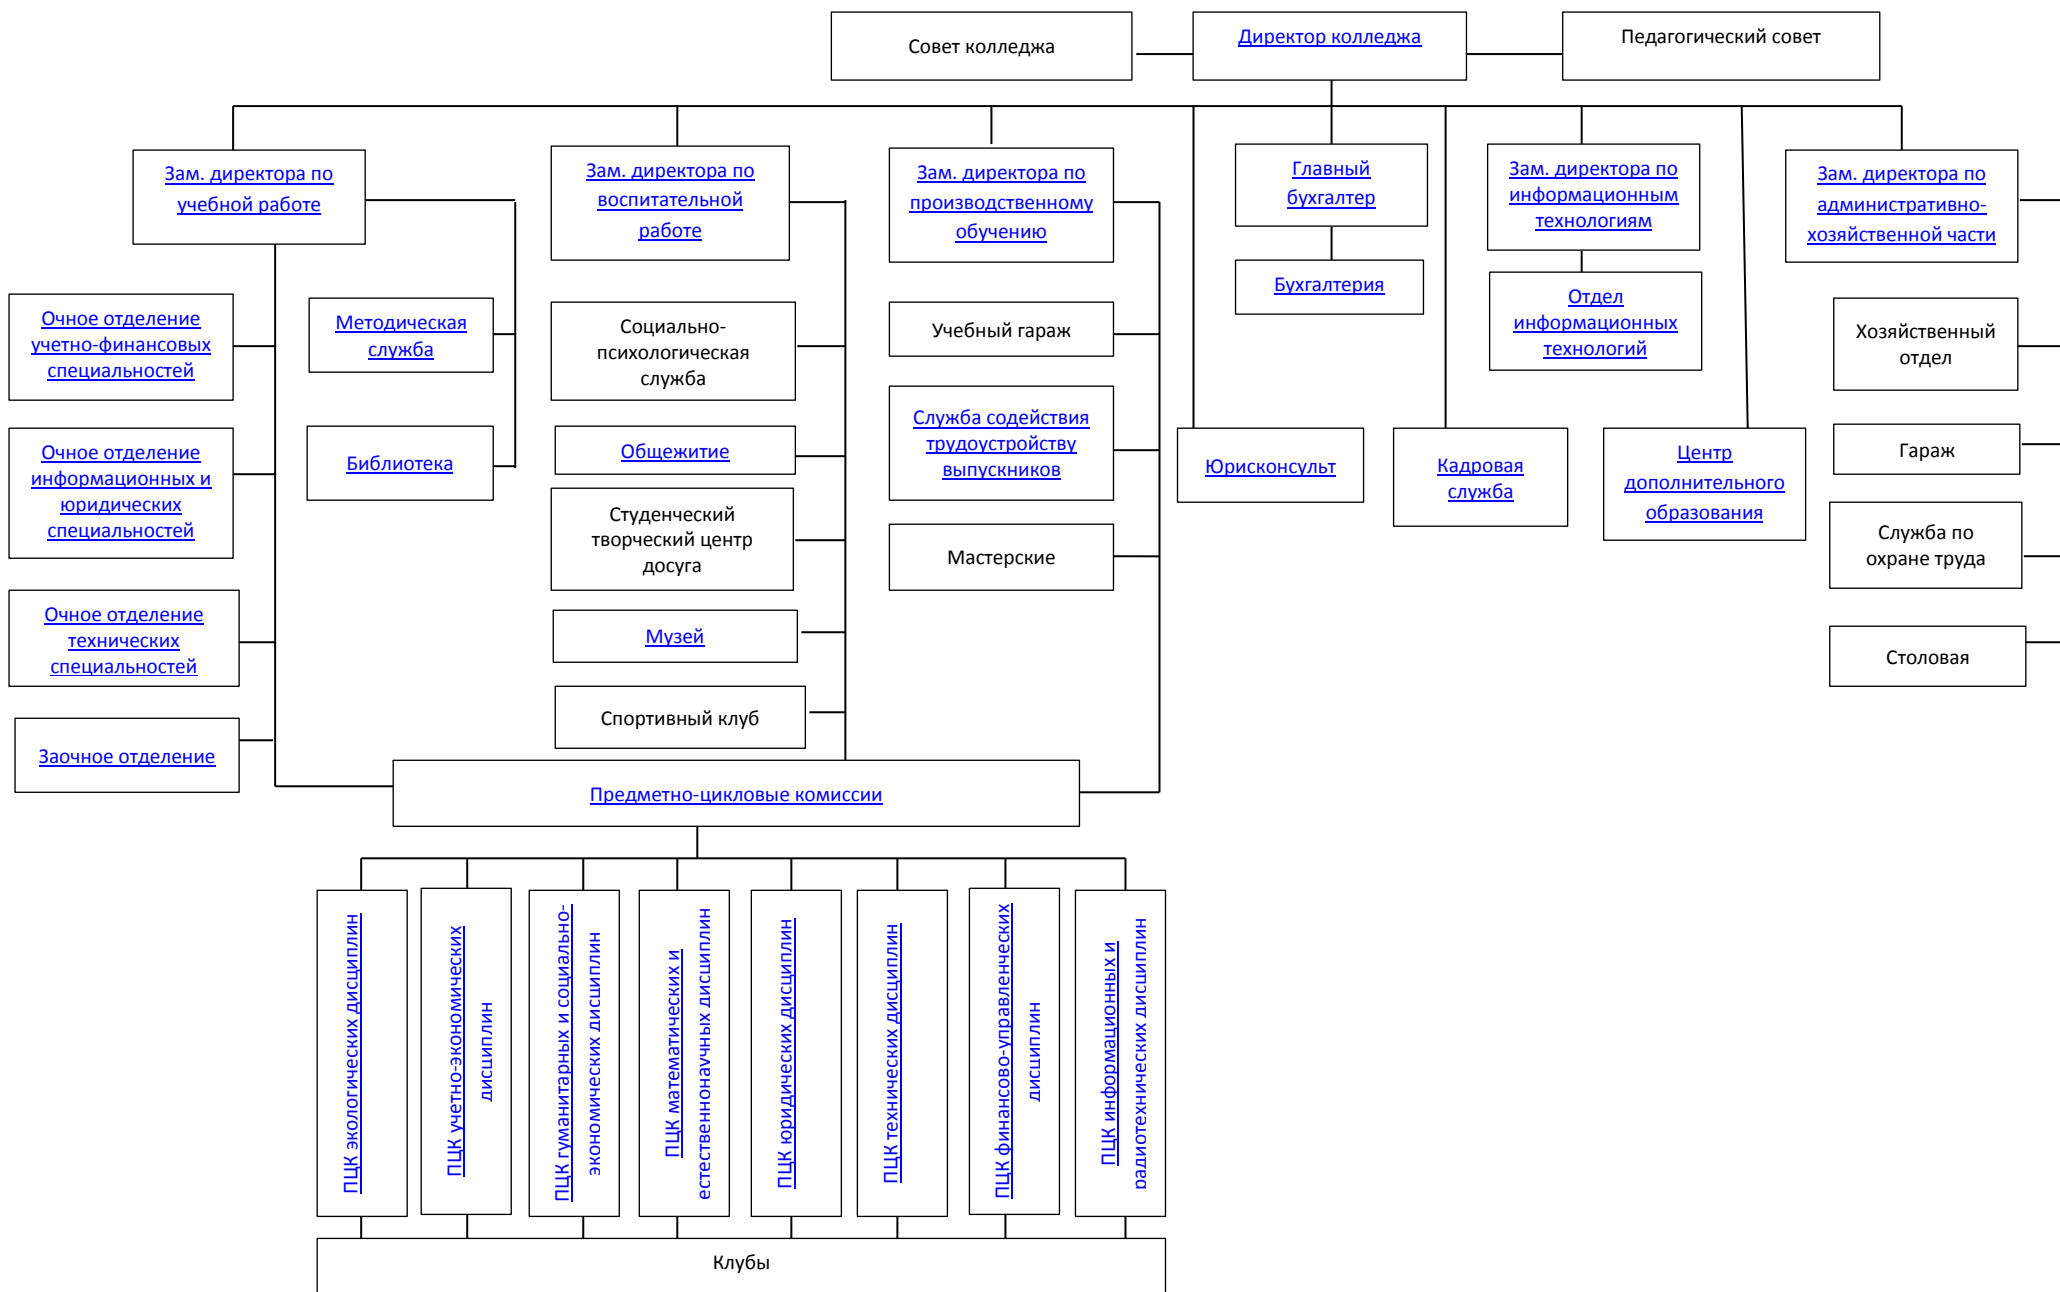 Совет колледжа
Директор колледжа
Педагогический совет
Зам. директора по
учебной работе
Зам. директора по
воспитательной
работе
Зам. директора по
производственному
обучению
Главный
бухгалтер
Зам. директора по
информационным
технологиям
Зам. директора по
административно-
хозяйственной части
Бухгалтерия
Отдел
информационных
технологий
Очное отделение
учетно-финансовых
специальностей
Методическая
служба
Социально-
психологическая
служба
Учебный гараж
Хозяйственный
отдел
Очное отделение
информационных и
юридических
специальностей
Библиотека
Общежитие
Служба содействия
трудоустройству
выпускников
Юрисконсульт
Кадровая
служба
Центр
дополнительного
образования
Гараж
Студенческий
творческий центр
досуга
Мастерские
Служба по
охране труда
Очное отделение
технических
специальностей
Музей
Столовая
Спортивный клуб
Заочное отделение
Предметно-цикловые комиссии
ПЦК экологических дисциплин
ПЦК учетно-экономических
дисциплин
ПЦК гуманитарных и социально-
экономических дисциплин
ПЦК математических и
естественнонаучных дисциплин
ПЦК юридических дисциплин
ПЦК технических дисциплин
ПЦК финансово-управленческих
дисциплин
ПЦК информационных и
радиотехнических дисциплин
Клубы